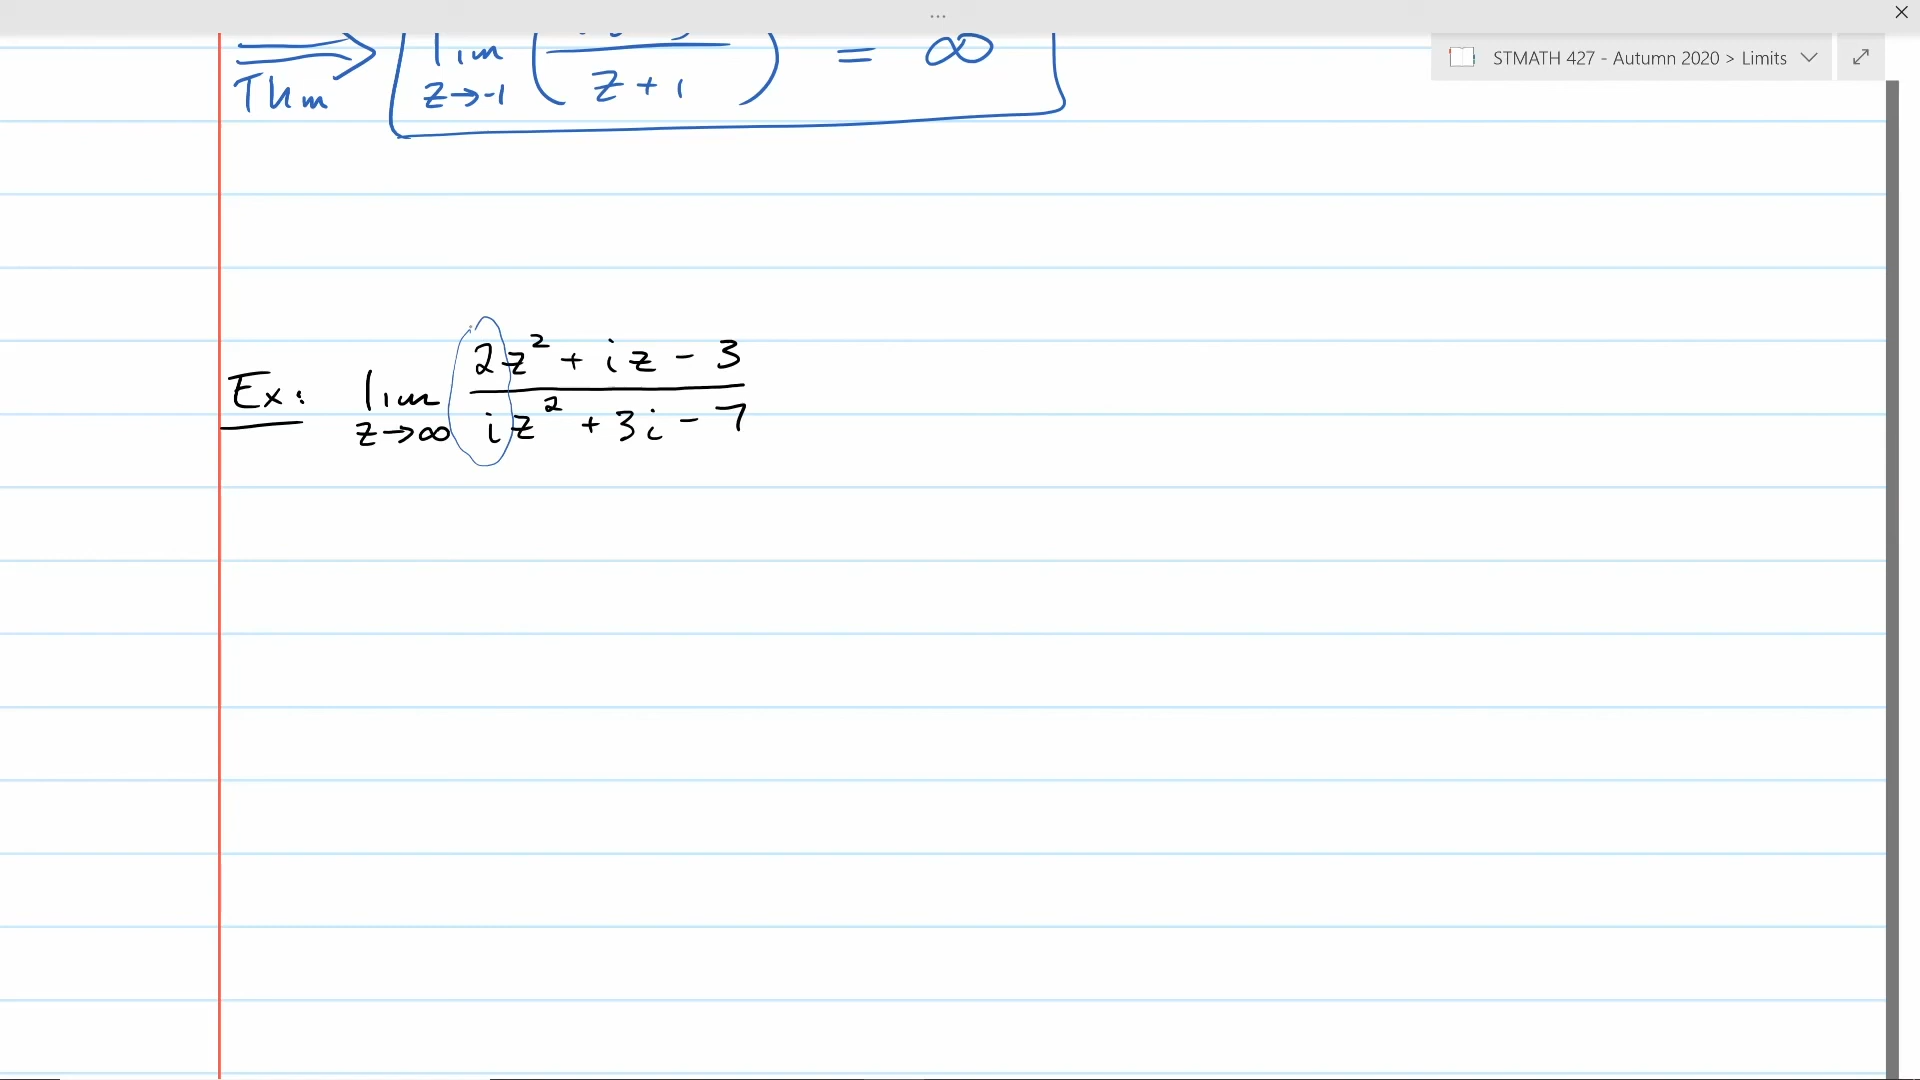 STMATH 427 - Autumn 2020 > Limits
⟹ lim ( / z + 1 ) = ∞
Thm z→-1
Ex: lim z→∞ (2z² + iz - 3) / (iz² + 3i - 7)